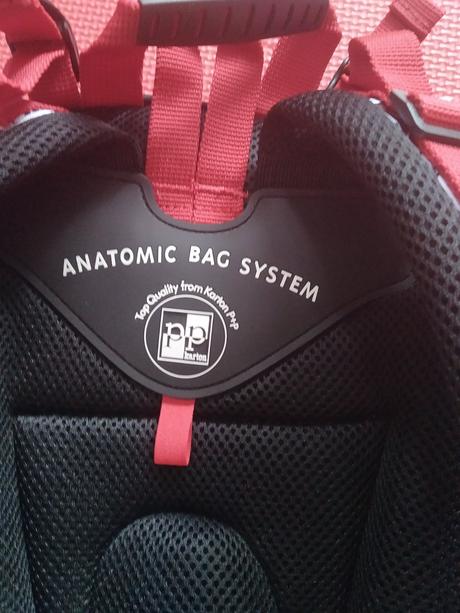 ANATOMIC BAG SYSTEM
Top Quality from Karton P+P
pp
karton